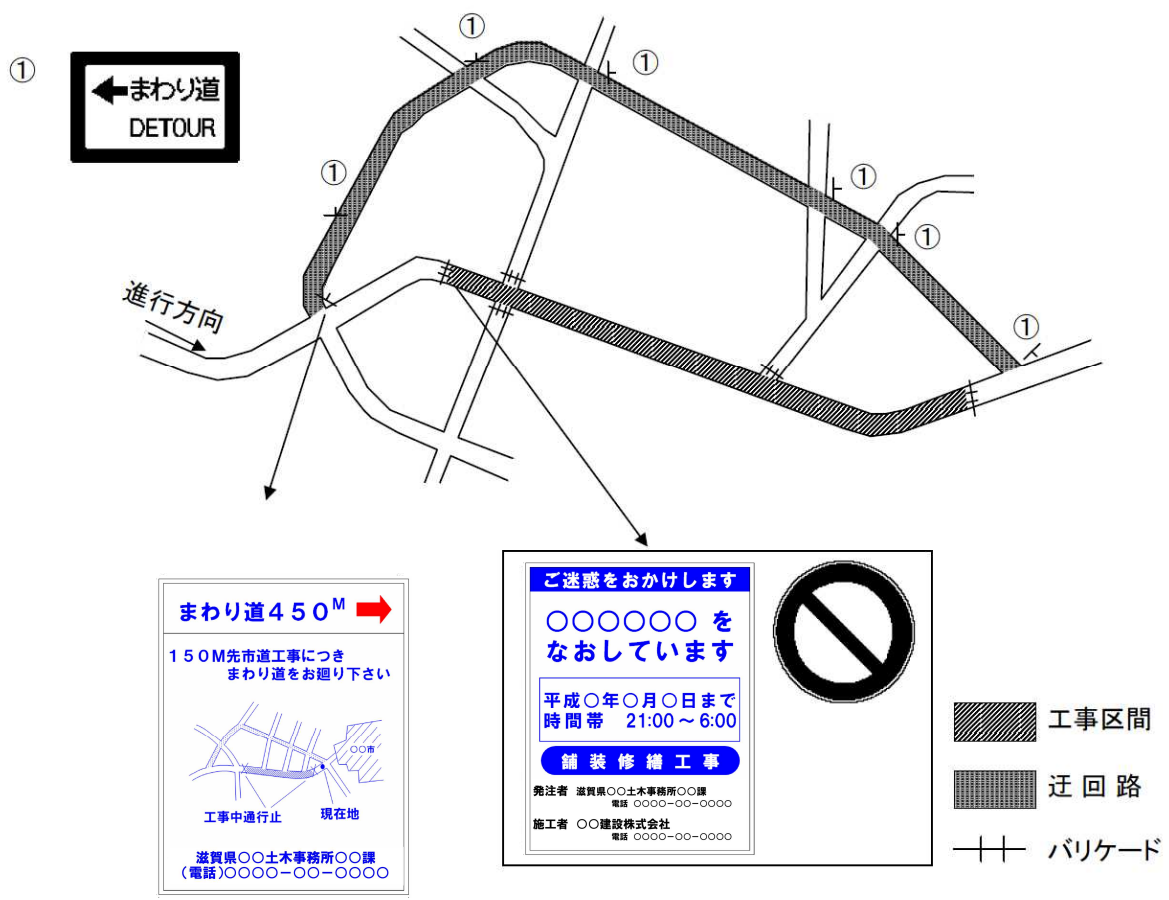 ①
まわり道
DETOUR
①
①
①
①
①
①
進行方向
まわり道450M
150M先市道工事につき
まわり道をお廻り下さい
○○市
工事中通行止
現在地
滋賀県○○土木事務所○○課
(電話)○○○○-○○-○○○○
ご迷惑をおかけします
○○○○○○ を
なおしています
平成○年○月○日まで
時間帯 21:00～6:00
舗装修繕工事
発注者 滋賀県○○土木事務所○○課
電話 ○○○○-○○-○○○○
施工者 ○○建設株式会社
電話 ○○○○-○○-○○○○
工事区間
迂回路
バリケード